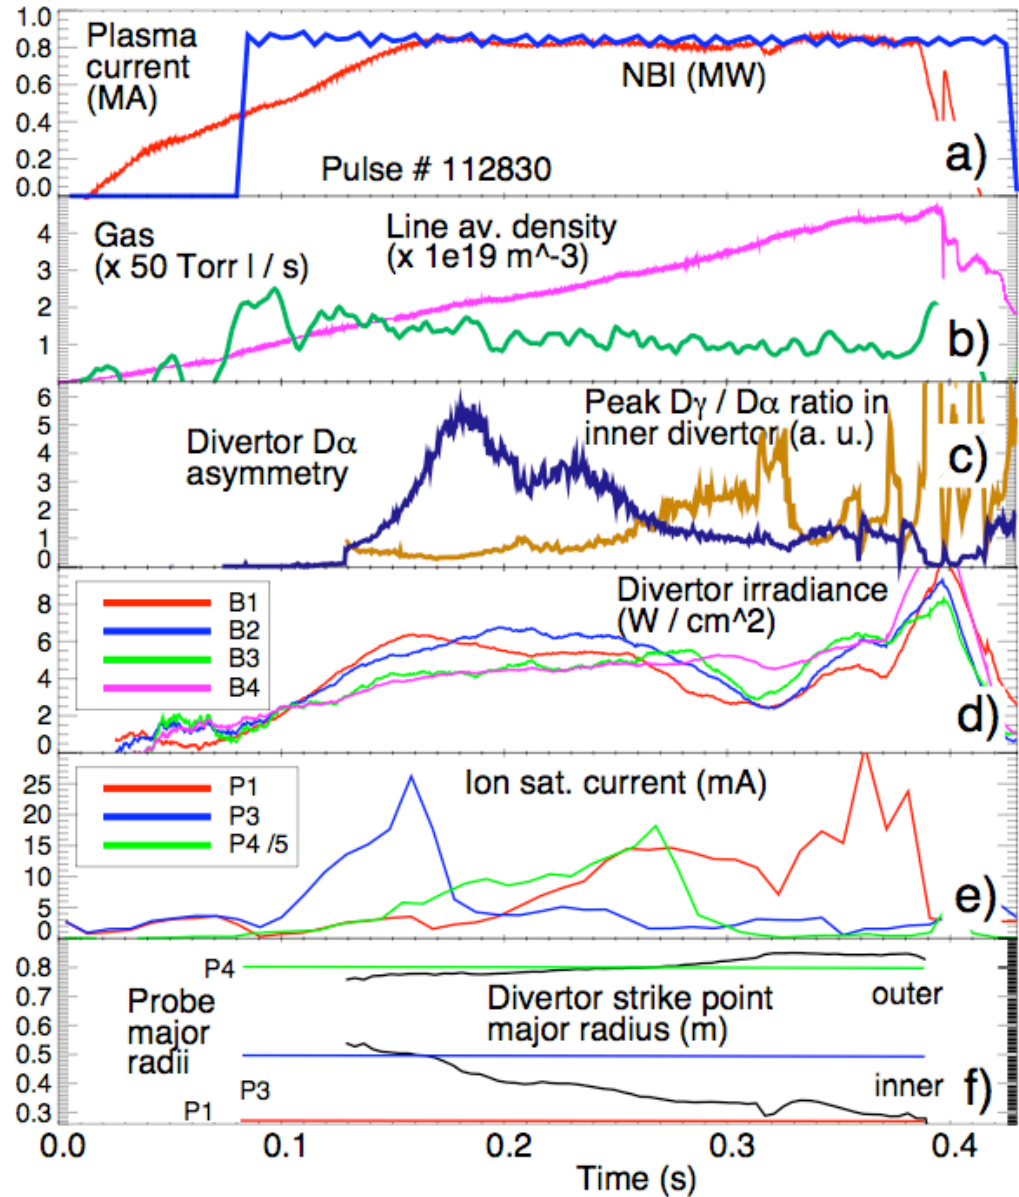 1.0
0.8
0.6
0.4
0.2
0.0
Plasma
current
(MA)
NBI (MW)
Pulse # 112830
a)
4
3
2
1
Gas
(x 50 Torr l / s)
Line av. density
(x 1e19 m^-3)
b)
6
5
4
3
2
1
0
Divertor Dα
asymmetry
Peak Dγ / Dα ratio in
inner divertor (a. u.)
c)
8
6
4
2
0
B1
B2
B3
B4
Divertor irradiance
(W / cm^2)
d)
25
20
15
10
5
0
P1
P3
P4 /5
Ion sat. current (mA)
e)
0.8
0.7
0.6
0.5
0.4
0.3
P4
Probe
major
radii
P3
P1
Divertor strike point
major radius (m)
outer
inner
f)
0.0 0.1 0.2 0.3 0.4
Time (s)